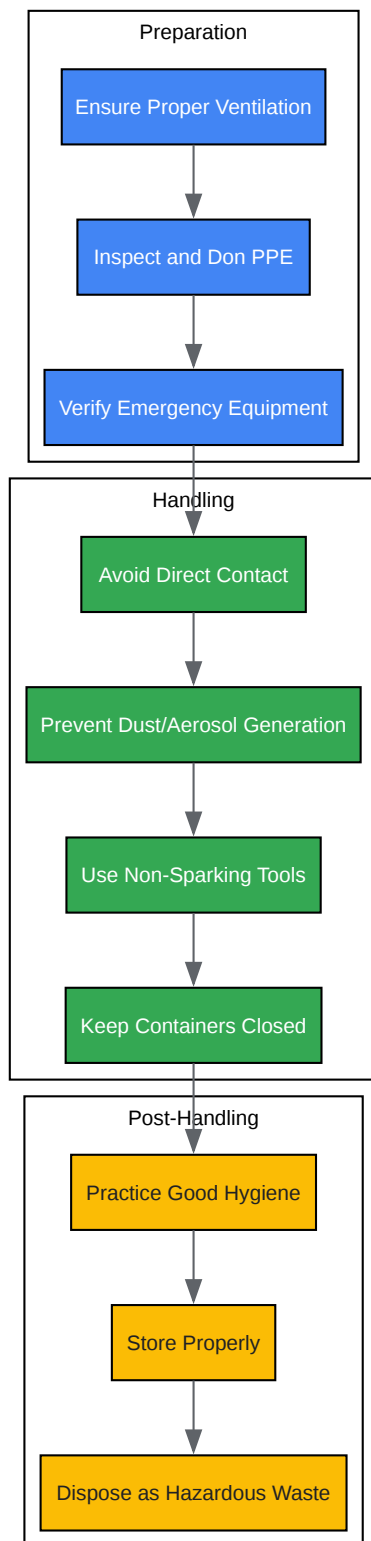 Preparation
Ensure Proper Ventilation
Inspect and Don PPE
Verify Emergency Equipment
Handling
Avoid Direct Contact
Prevent Dust/Aerosol Generation
Use Non-Sparking Tools
Keep Containers Closed
Post-Handling
Practice Good Hygiene
Store Properly
Dispose as Hazardous Waste